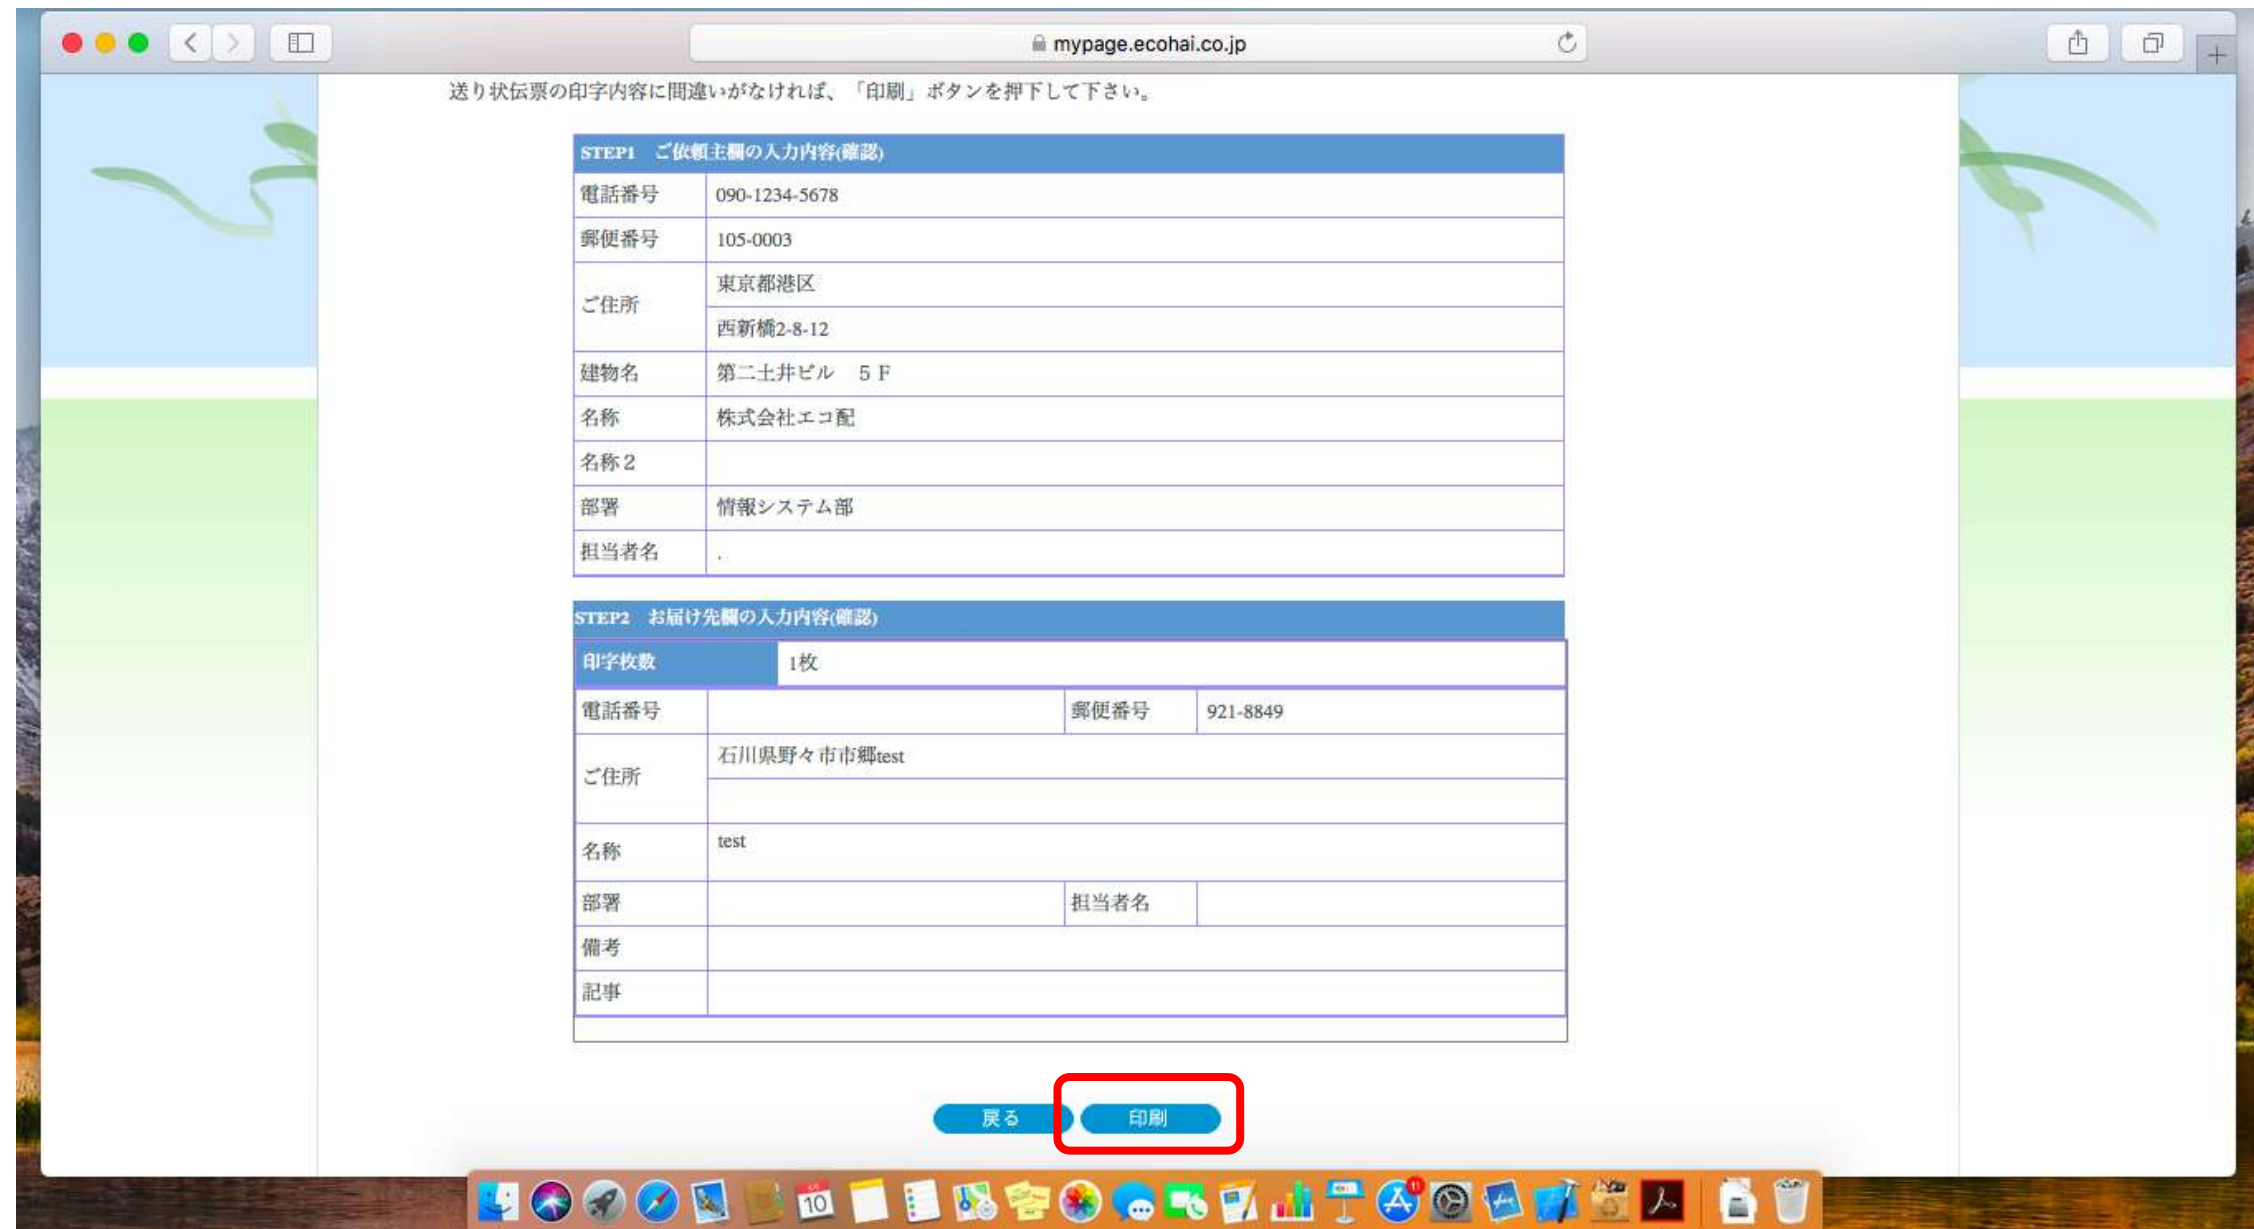 mypage.ecohai.co.jp
送り状伝票の印字内容に間違いがなければ、「印刷」ボタンを押下して下さい。
STEP1　ご依頼主欄の入力内容(確認)
電話番号 090-1234-5678
郵便番号 105-0003
ご住所 東京都港区
西新橋2-8-12
建物名 第二土井ビル　５Ｆ
名称 株式会社エコ配
名称２
部署 情報システム部
担当者名 .
STEP2　お届け先欄の入力内容(確認)
印字枚数 1枚
電話番号 郵便番号 921-8849
ご住所 石川県野々市市郷test
名称 test
部署 担当者名
備考
記事
戻る 印刷
10